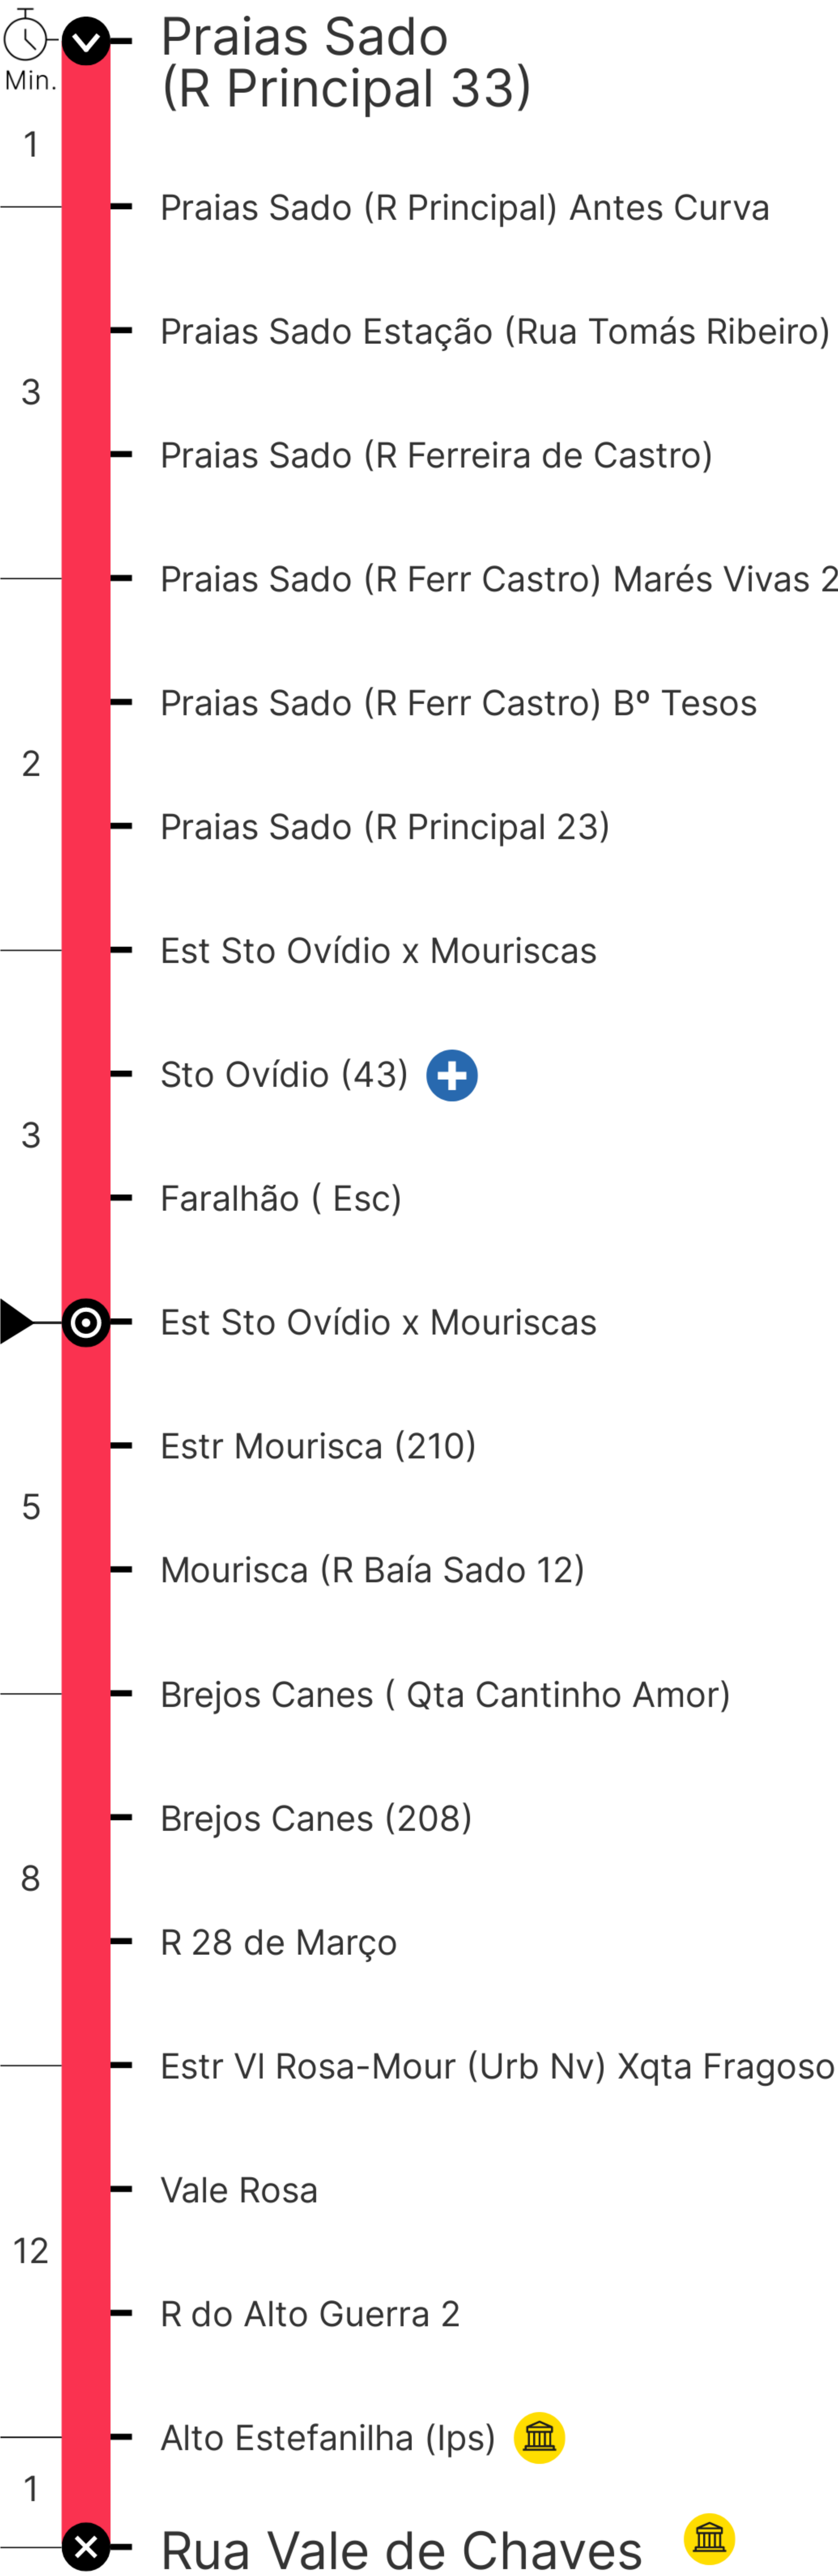 Praias Sado
(R Principal 33)
Min.
1
Praias Sado (R Principal) Antes Curva
Praias Sado Estação (Rua Tomás Ribeiro)
3
Praias Sado (R Ferreira de Castro)
Praias Sado (R Ferr Castro) Marés Vivas 2
Praias Sado (R Ferr Castro) Bº Tesos
2
Praias Sado (R Principal 23)
Est Sto Ovídio x Mouriscas
Sto Ovídio (43)
3
Faralhão ( Esc)
Est Sto Ovídio x Mouriscas
Estr Mourisca (210)
5
Mourisca (R Baía Sado 12)
Brejos Canes ( Qta Cantinho Amor)
Brejos Canes (208)
8
R 28 de Março
Estr Vl Rosa-Mour (Urb Nv) Xqta Fragoso
Vale Rosa
12
R do Alto Guerra 2
Alto Estefanilha (Ips)
1
Rua Vale de Chaves